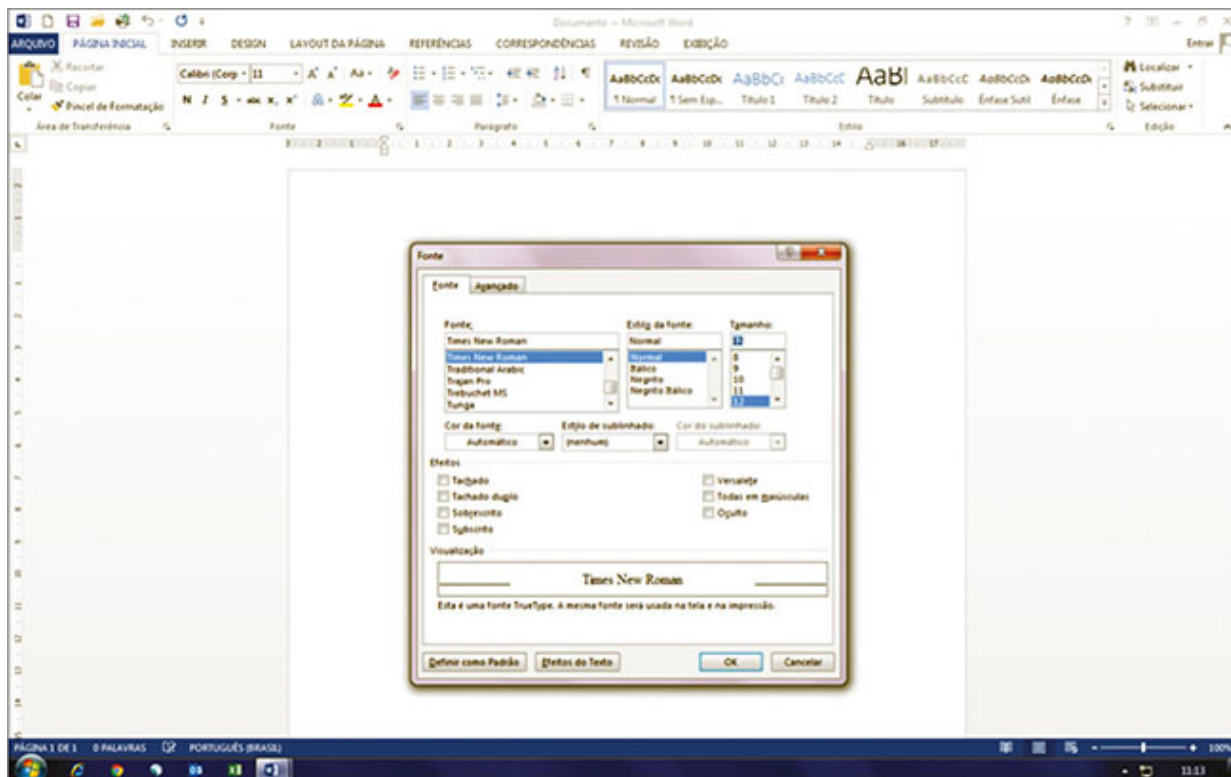 Documento - Microsoft Word
ARQUIVO PÁGINA INICIAL INSERIR DESIGN LAYOUT DA PÁGINA REFERÊNCIAS CORRESPONDÊNCIAS REVISÃO EXIBIÇÃO Entrar
Colar
Recortar
Copiar
Pincel de Formatação
Calibri (Corp 11
AaBbCcDc AaBbCcDc AaBbCc AaBbCcC AaBl AaBbCcC AaBbCcDc AaBbCcDc
¶ Normal ¶ Sem Esp... Título 1 Título 2 Título Subtítulo Ênfase Sutil Ênfase
Localizar
Substituir
Selecionar
Área de Transferência Fonte Parágrafo Estilo Edição
Fonte
Fonte Avançado
Fonte: Estilo da fonte: Tamanho:
Times New Roman Normal 12
Times New Roman Normal 8
Traditional Arabic Itálico 9
Trajan Pro Negrito 10
Trebuchet MS Negrito Itálico 11
Tunga 12
Cor da fonte: Estilo de sublinhado: Cor do sublinhado:
Automático (nenhum) Automático
Efeitos
Tachado Versalete
Tachado duplo Todas em maiúsculas
Sobrescrito Oculto
Subscrito
Visualização
Times New Roman
Esta é uma fonte TrueType. A mesma fonte será usada na tela e na impressão.
Definir como Padrão Efeitos do Texto OK Cancelar
PÁGINA 1 DE 1 0 PALAVRAS PORTUGUÊS (BRASIL) 100%
11:13